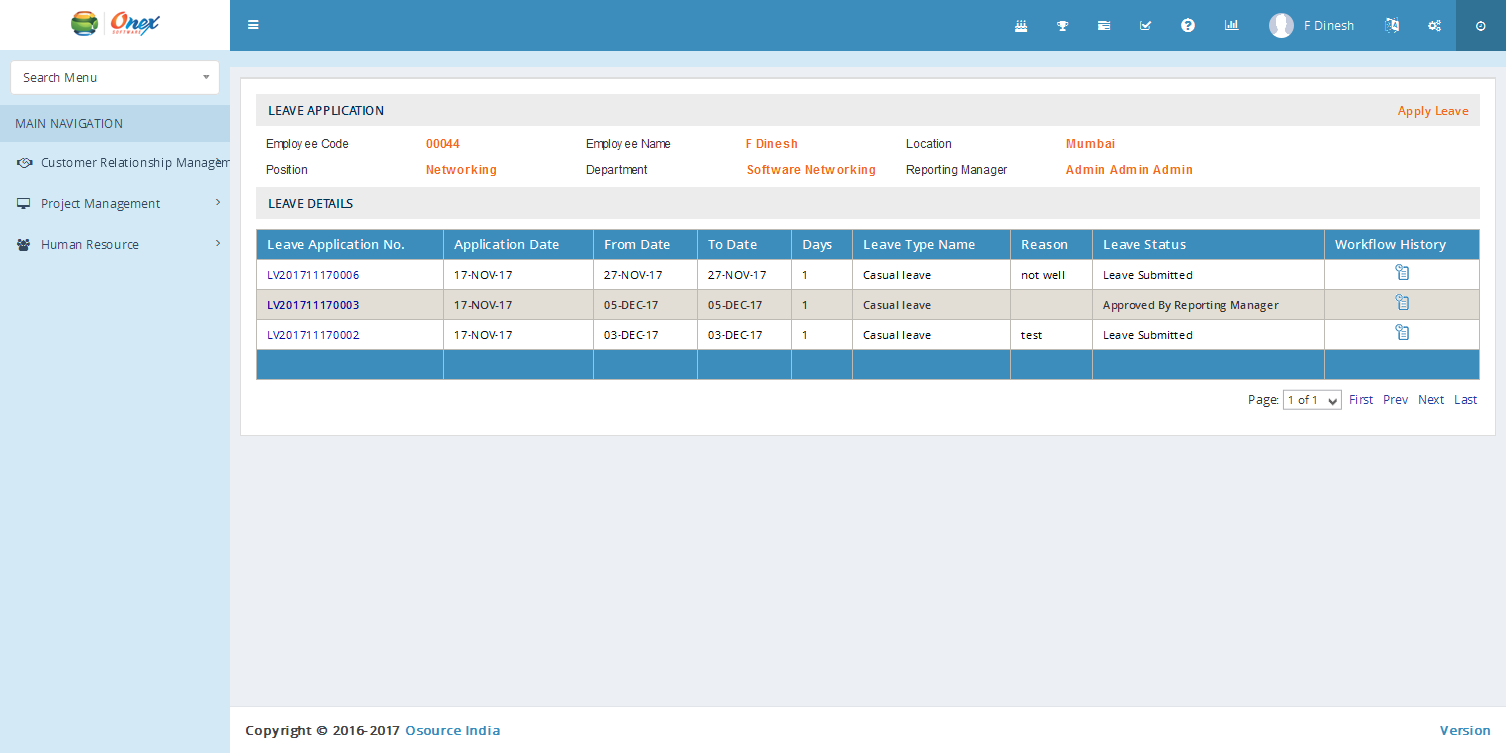 Onex
SOFTWARE
F Dinesh
Search Menu
MAIN NAVIGATION
Customer Relationship Managem
Project Management
Human Resource
LEAVE APPLICATION Apply Leave
Employee Code 00044 Employee Name F Dinesh Location Mumbai
Position Networking Department Software Networking Reporting Manager Admin Admin Admin
LEAVE DETAILS
Leave Application No. Application Date From Date To Date Days Leave Type Name Reason Leave Status Workflow History
LV201711170006 17-NOV-17 27-NOV-17 27-NOV-17 1 Casual leave not well Leave Submitted
LV201711170003 17-NOV-17 05-DEC-17 05-DEC-17 1 Casual leave Approved By Reporting Manager
LV201711170002 17-NOV-17 03-DEC-17 03-DEC-17 1 Casual leave test Leave Submitted
Page: 1 of 1 First Prev Next Last
Copyright © 2016-2017 Osource India Version